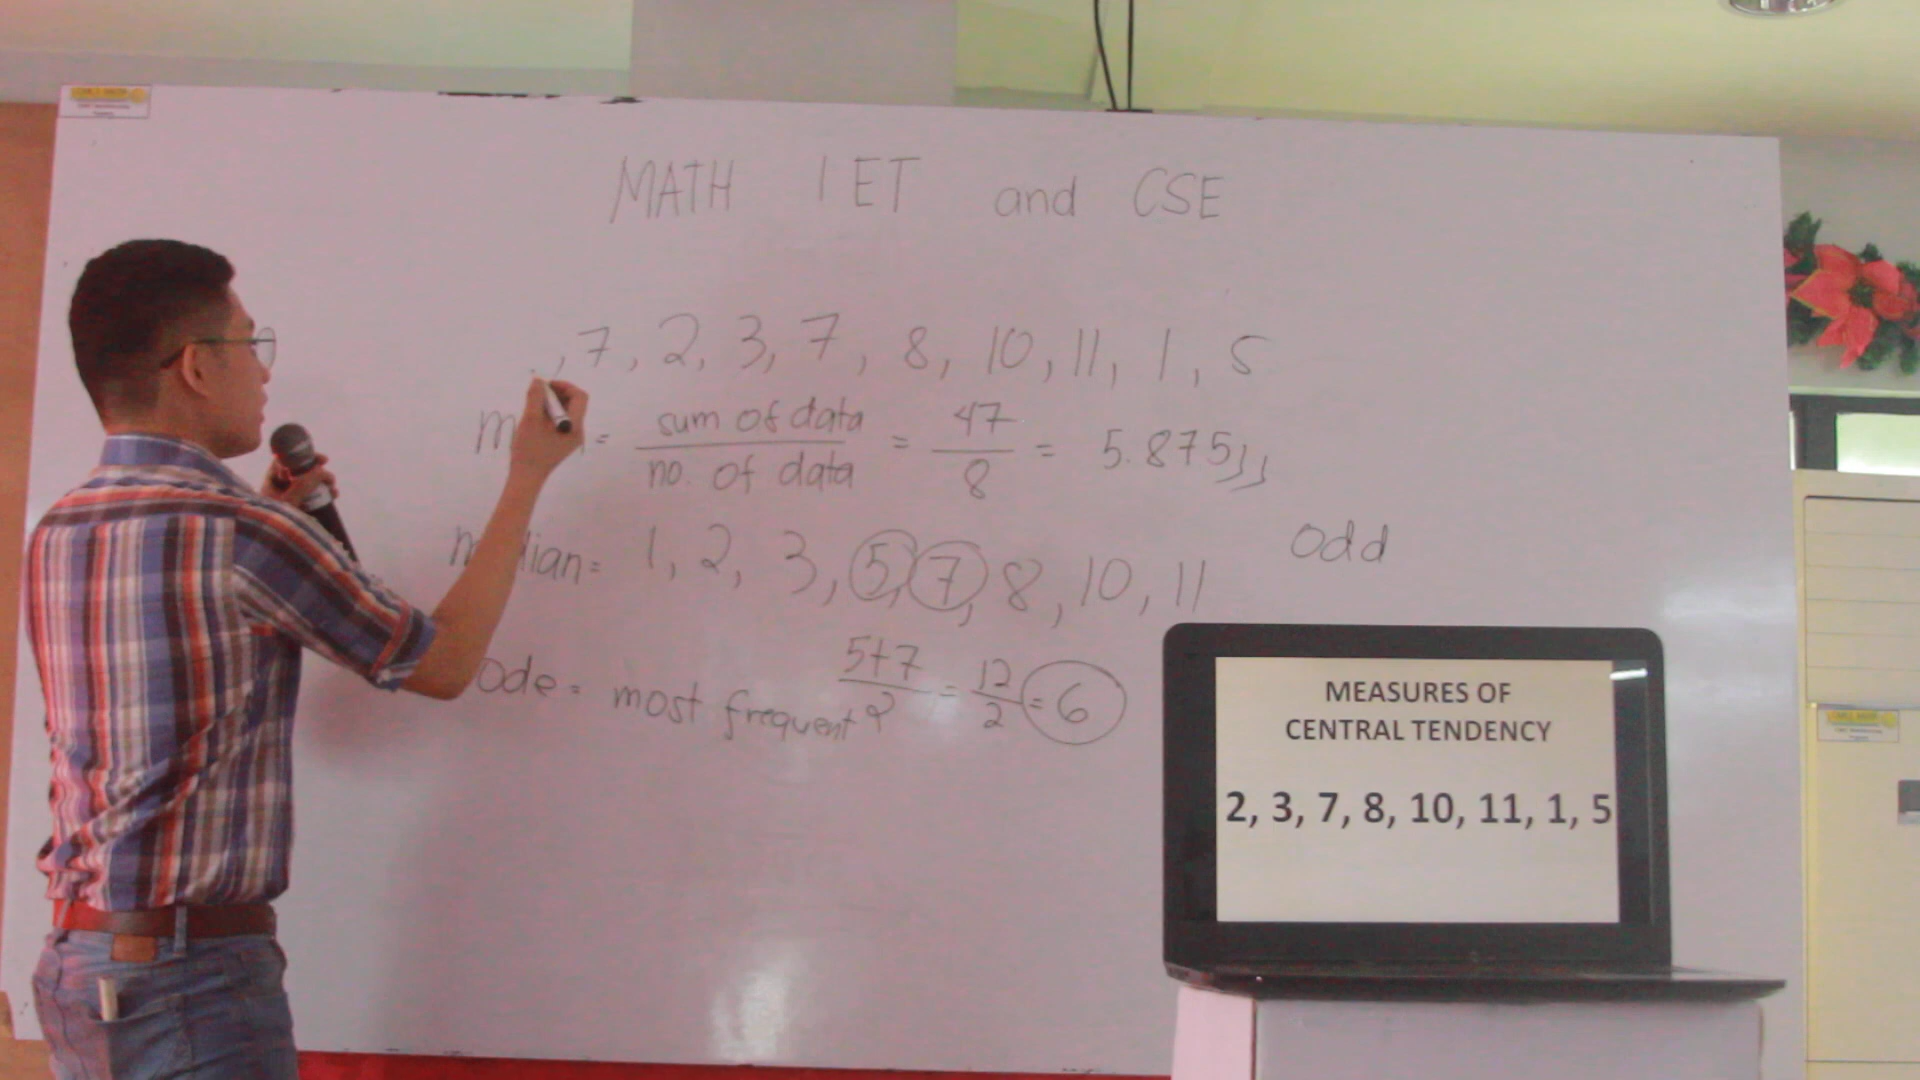 MATH LET and CSE
, 7, 2, 3, 7, 8, 10, 11, 1, 5
= sum of data / no. of data = 47 / 8 = 5.875
= 1, 2, 3, 5, 7, 8, 10, 11
odd
5+7 / 2 = 12 / 2 = 6
ode = most frequent
MEASURES OF
CENTRAL TENDENCY
2, 3, 7, 8, 10, 11, 1, 5